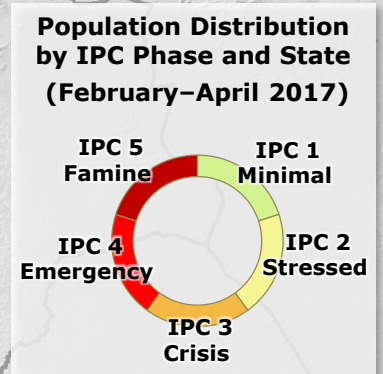 Population Distribution
by IPC Phase and State
(February–April 2017)
IPC 5
Famine
IPC 1
Minimal
IPC 4
Emergency
IPC 2
Stressed
IPC 3
Crisis